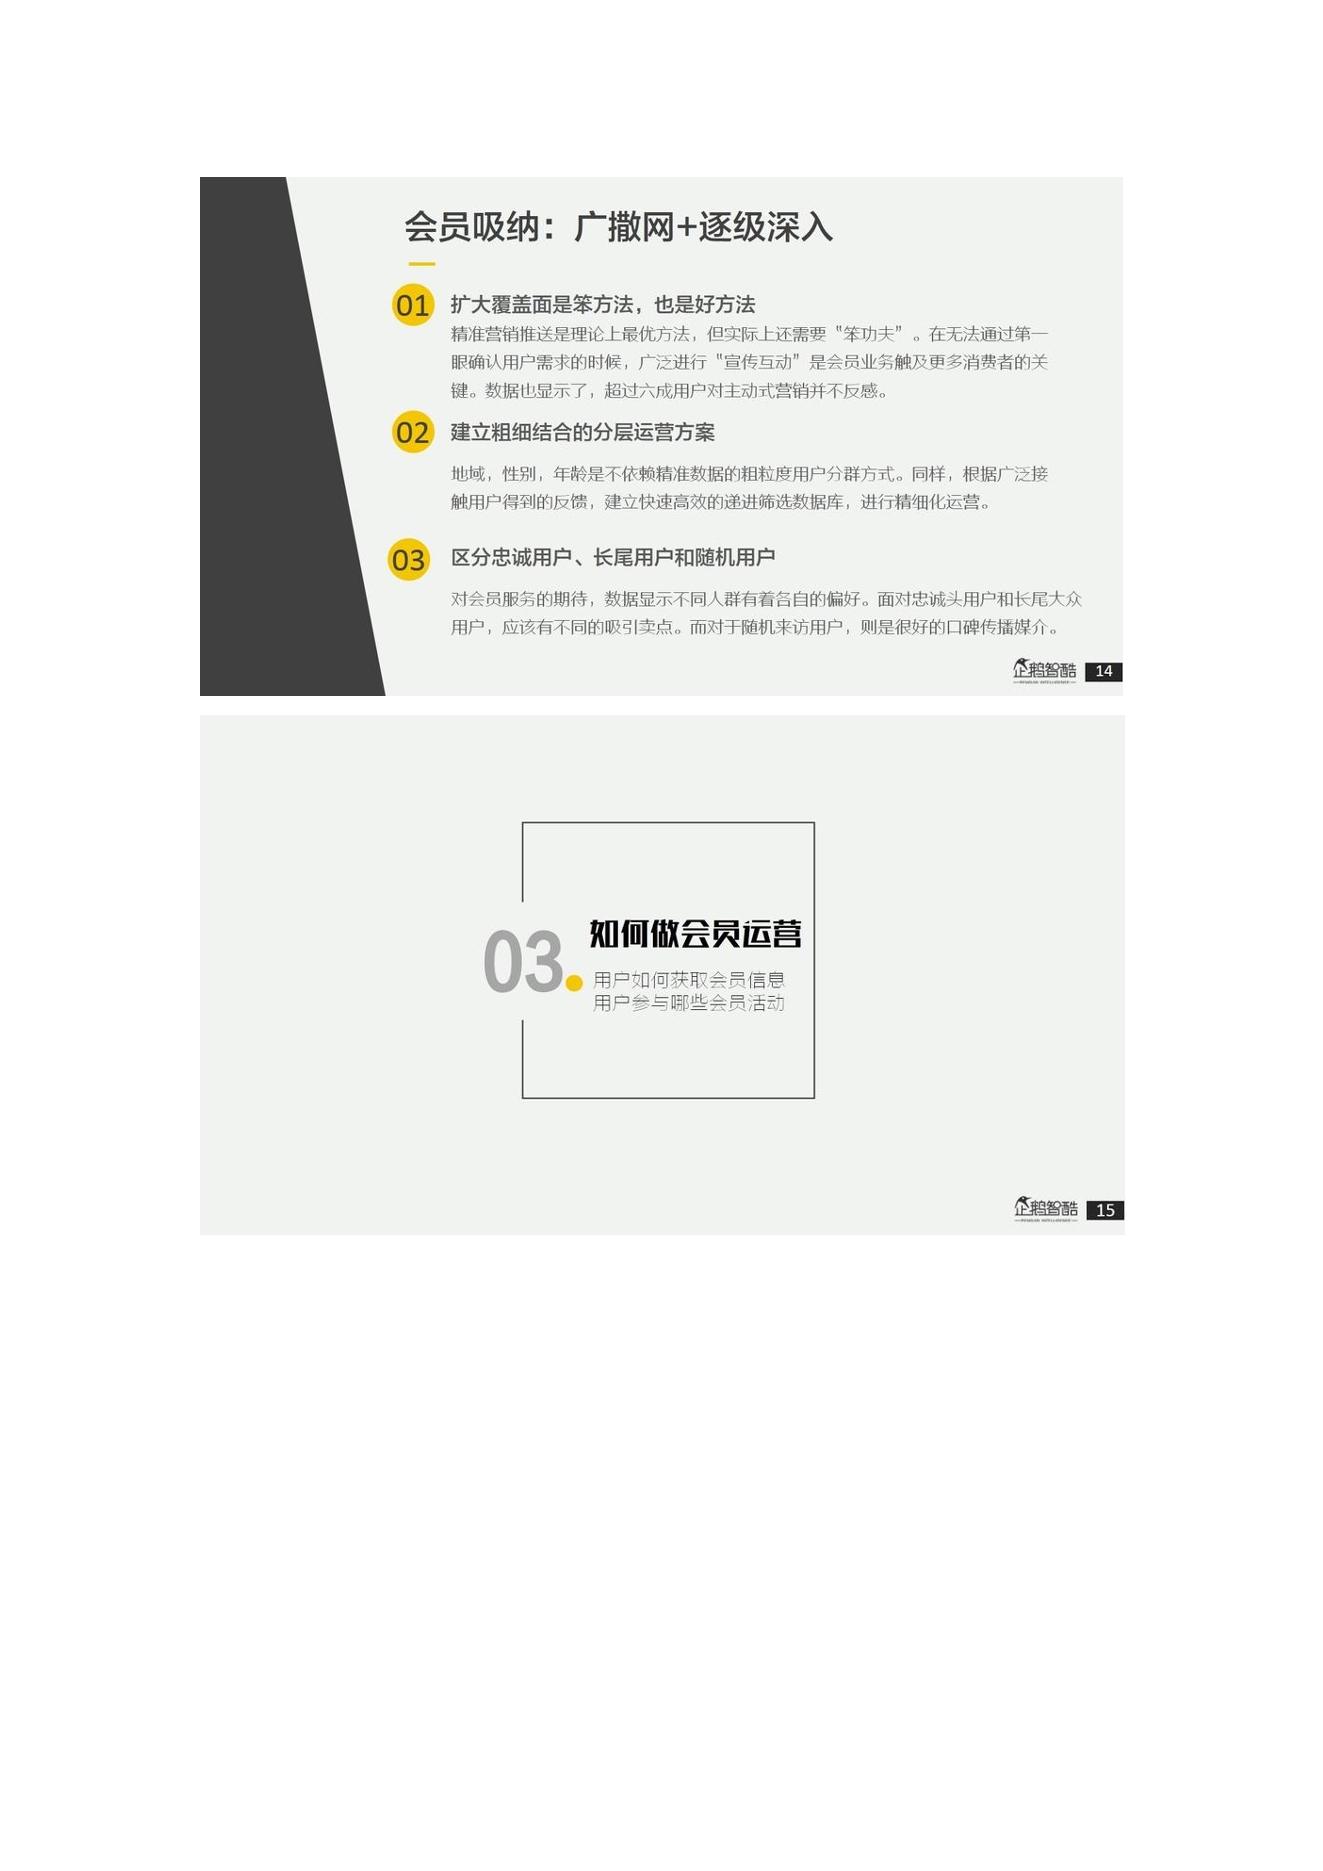 会员吸纳：广撒网+逐级深入
01 扩大覆盖面是笨方法，也是好方法
精准营销推送是理论上最优方法，但实际上还需要“笨功夫”。在无法通过第一
眼确认用户需求的时候，广泛进行“宣传互动”是会员业务触及更多消费者的关
键。数据也显示了，超过六成用户对主动式营销并不反感。
02 建立粗细结合的分层运营方案
地域，性别，年龄是不依赖精准数据的粗粒度用户分群方式。同样，根据广泛接
触用户得到的反馈，建立快速高效的递进筛选数据库，进行精细化运营。
03 区分忠诚用户、长尾用户和随机用户
对会员服务的期待，数据显示不同人群有着各自的偏好。面对忠诚头用户和长尾大众
用户，应该有不同的吸引卖点。而对于随机来访用户，则是很好的口碑传播媒介。
企鹅智酷 14
03. 如何做会员运营
用户如何获取会员信息
用户参与哪些会员活动
企鹅智酷 15